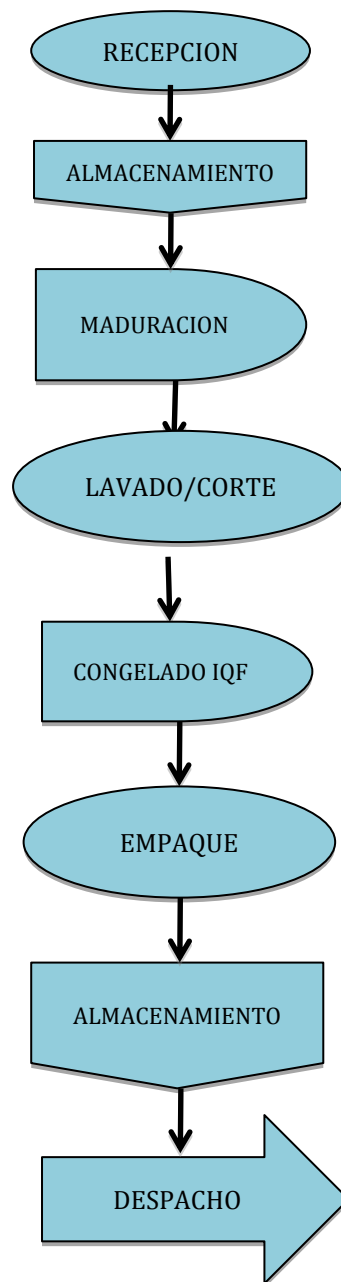 RECEPCION
ALMACENAMIENTO
MADURACION
LAVADO/CORTE
CONGELADO IQF
EMPAQUE
ALMACENAMIENTO
DESPACHO